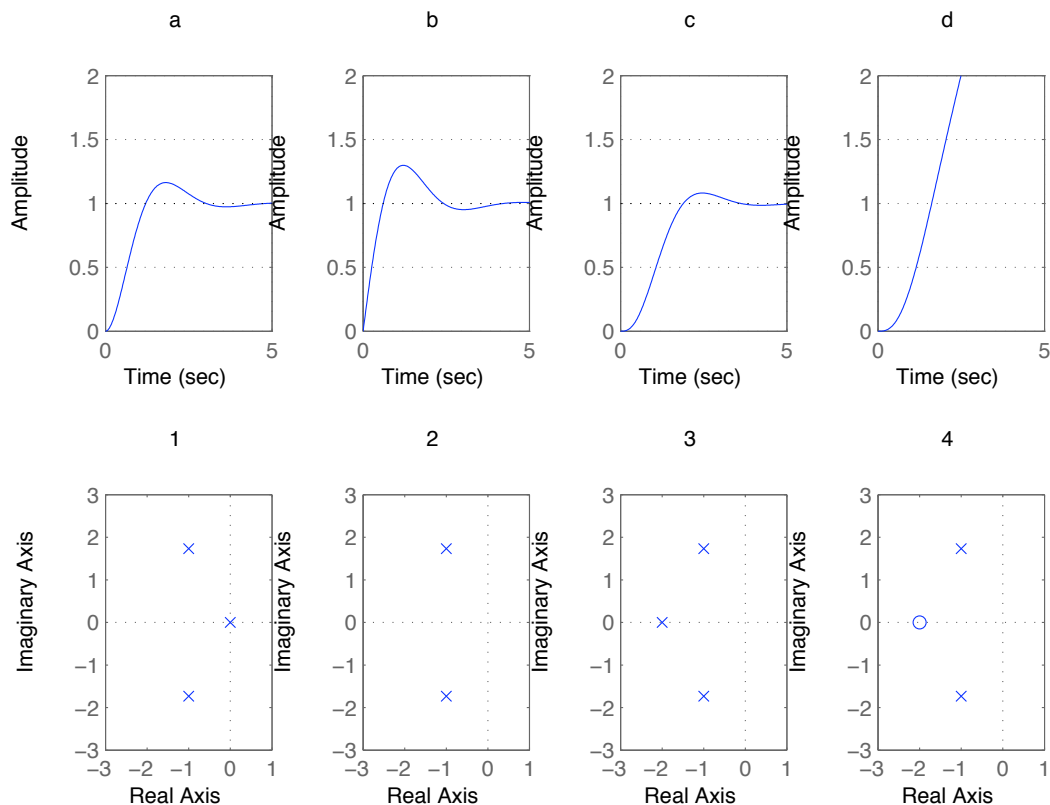 a b c d
Amplitude Amplitude Amplitude Amplitude
2 2 2 2
1.5 1.5 1.5 1.5
1 1 1 1
0.5 0.5 0.5 0.5
0 0 0 0
0 5 0 5 0 5 0 5
Time (sec) Time (sec) Time (sec) Time (sec)
1 2 3 4
Imaginary Axis Imaginary Axis Imaginary Axis Imaginary Axis
3 3 3 3
2 2 2 2
1 1 1 1
0 0 0 0
−1 −1 −1 −1
−2 −2 −2 −2
−3 −3 −3 −3
−3 −2 −1 0 1 −3 −2 −1 0 1 −3 −2 −1 0 1 −3 −2 −1 0 1
Real Axis Real Axis Real Axis Real Axis